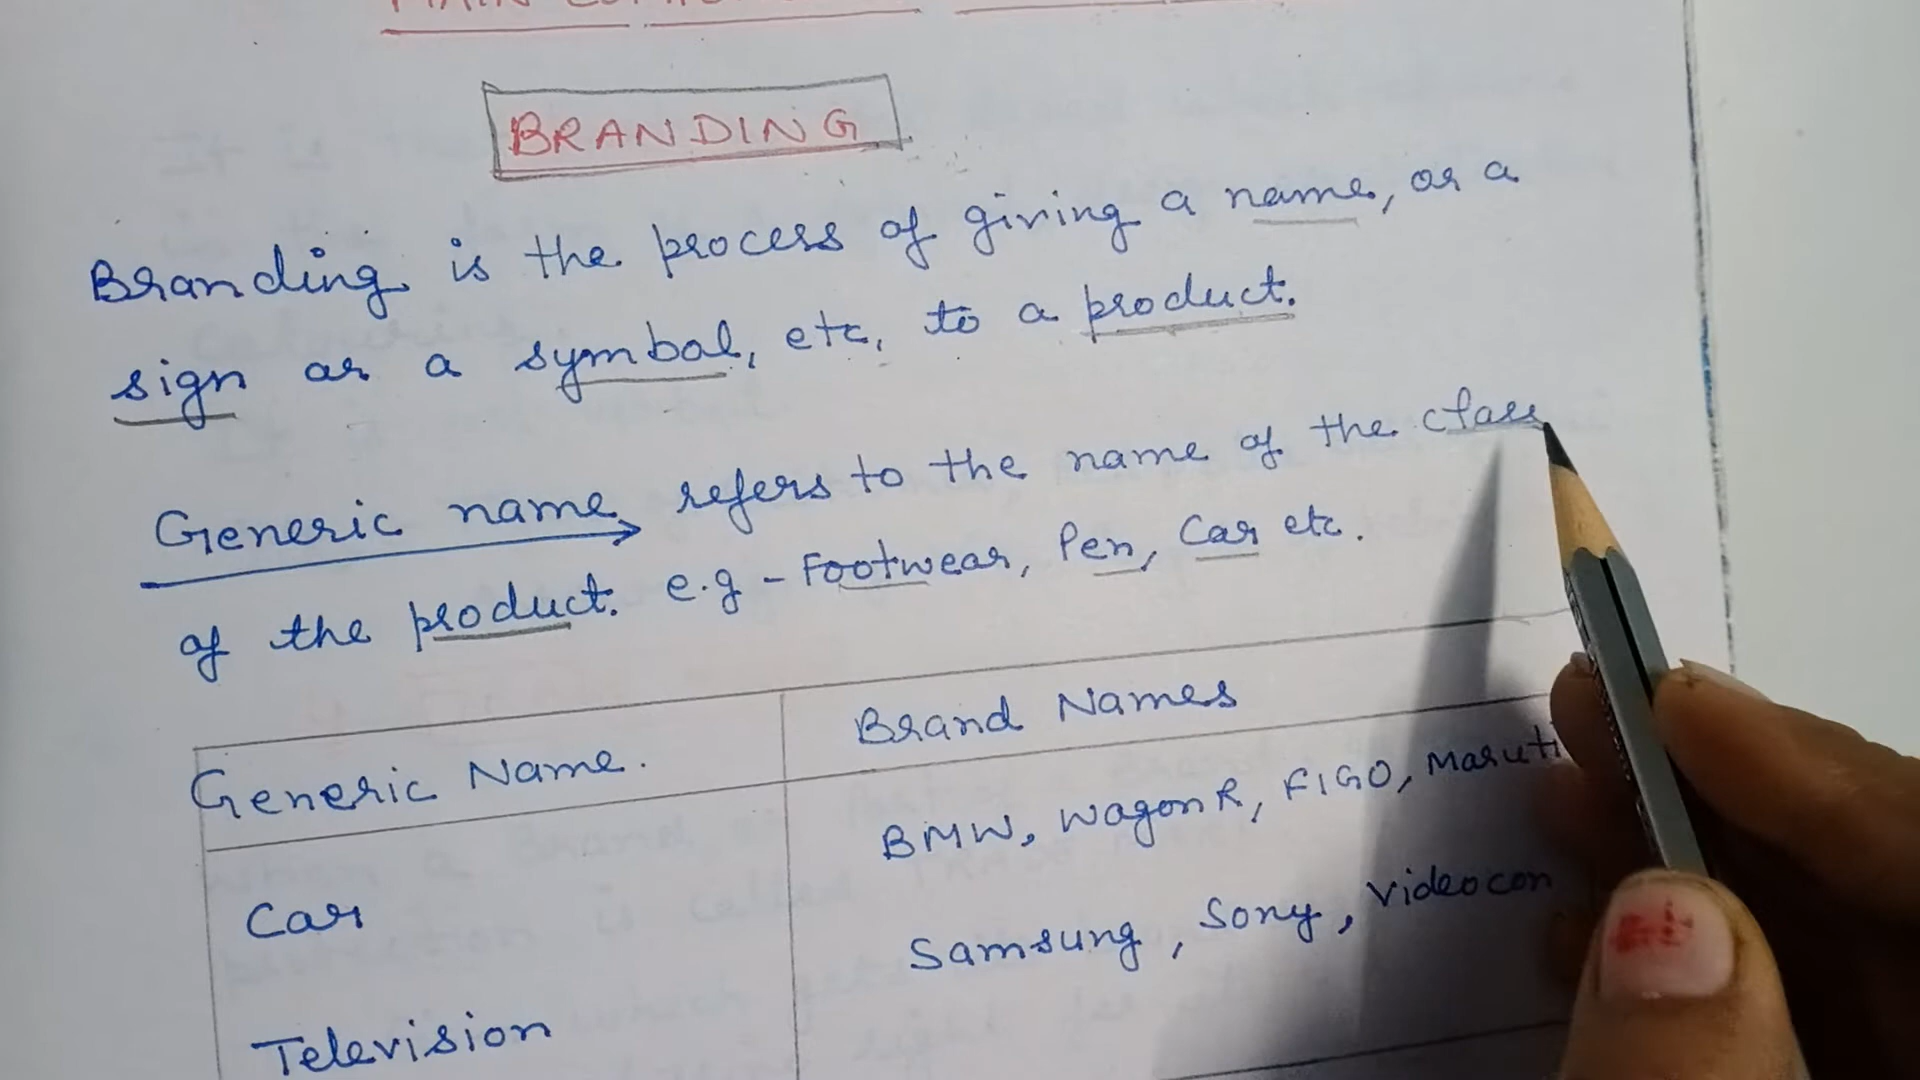 MAIN
BRANDING
Branding is the process of giving a name, or a
sign or a symbol, etc, to a product.
Generic name refers to the name of the class
of the product. e.g - Footwear, Pen, Car etc.
Generic Name. Brand Names
Car BMW, WagonR, FIGO, Maruti
Television Samsung, Sony, Videocon